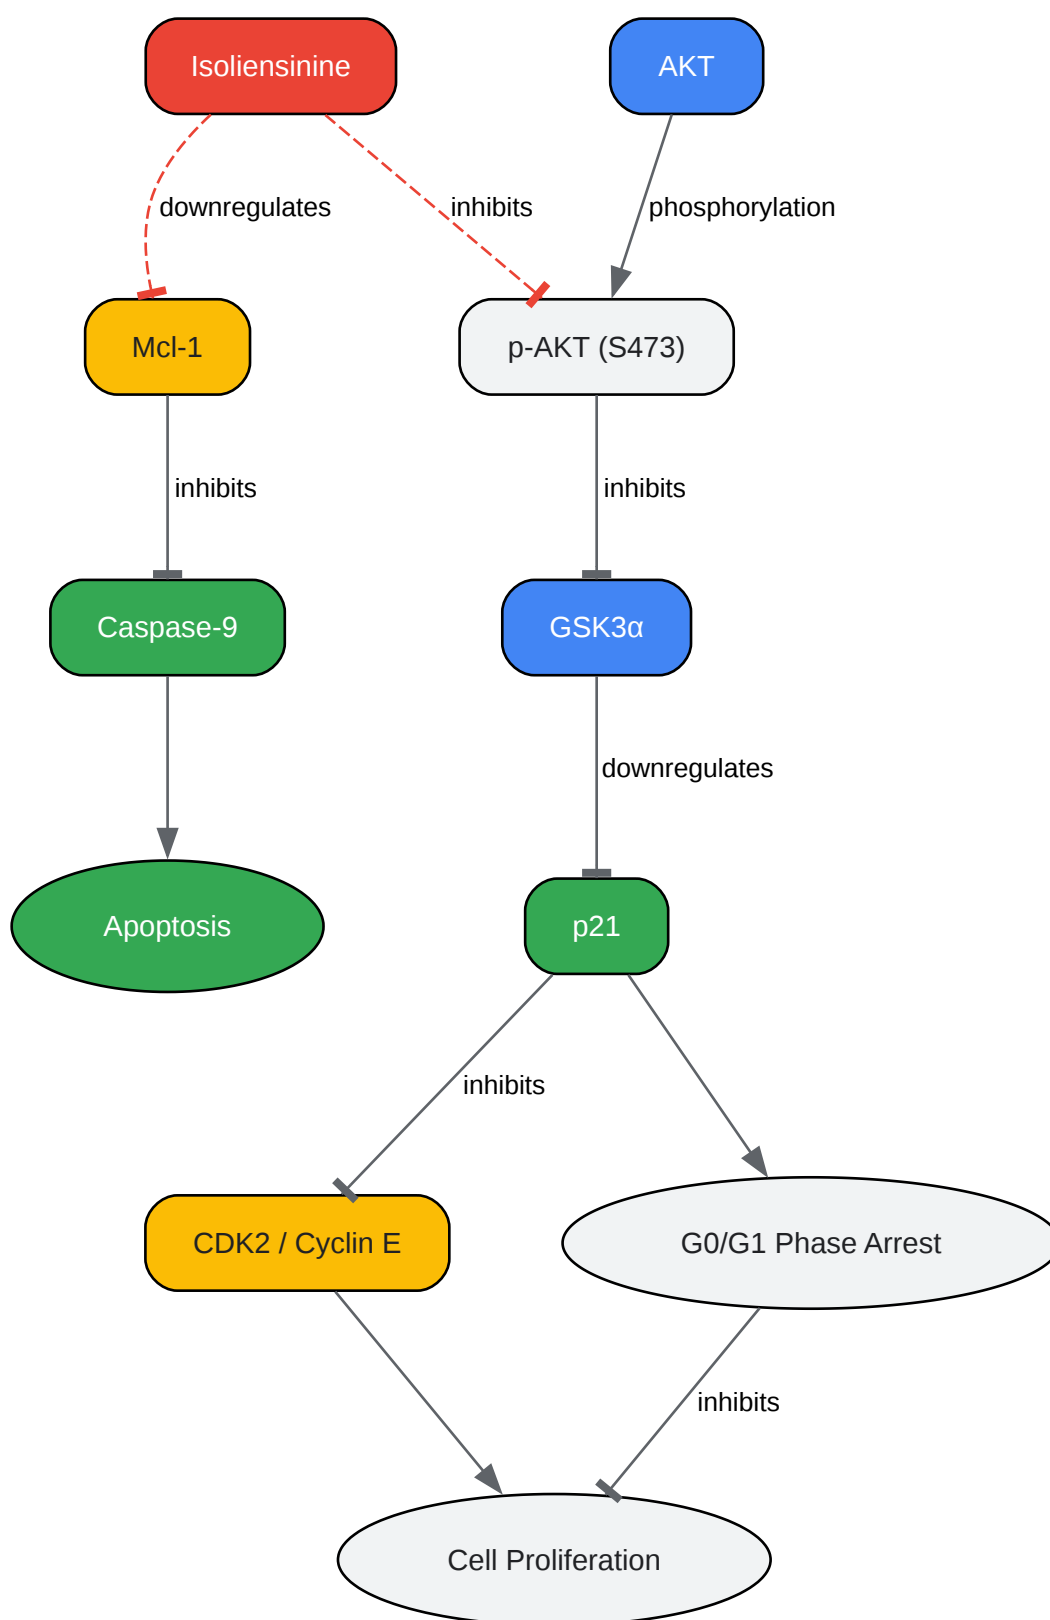 Isoliensinine
AKT
downregulates
inhibits
phosphorylation
Mcl-1
p-AKT (S473)
inhibits
inhibits
Caspase-9
GSK3α
downregulates
Apoptosis
p21
inhibits
CDK2 / Cyclin E
G0/G1 Phase Arrest
inhibits
Cell Proliferation